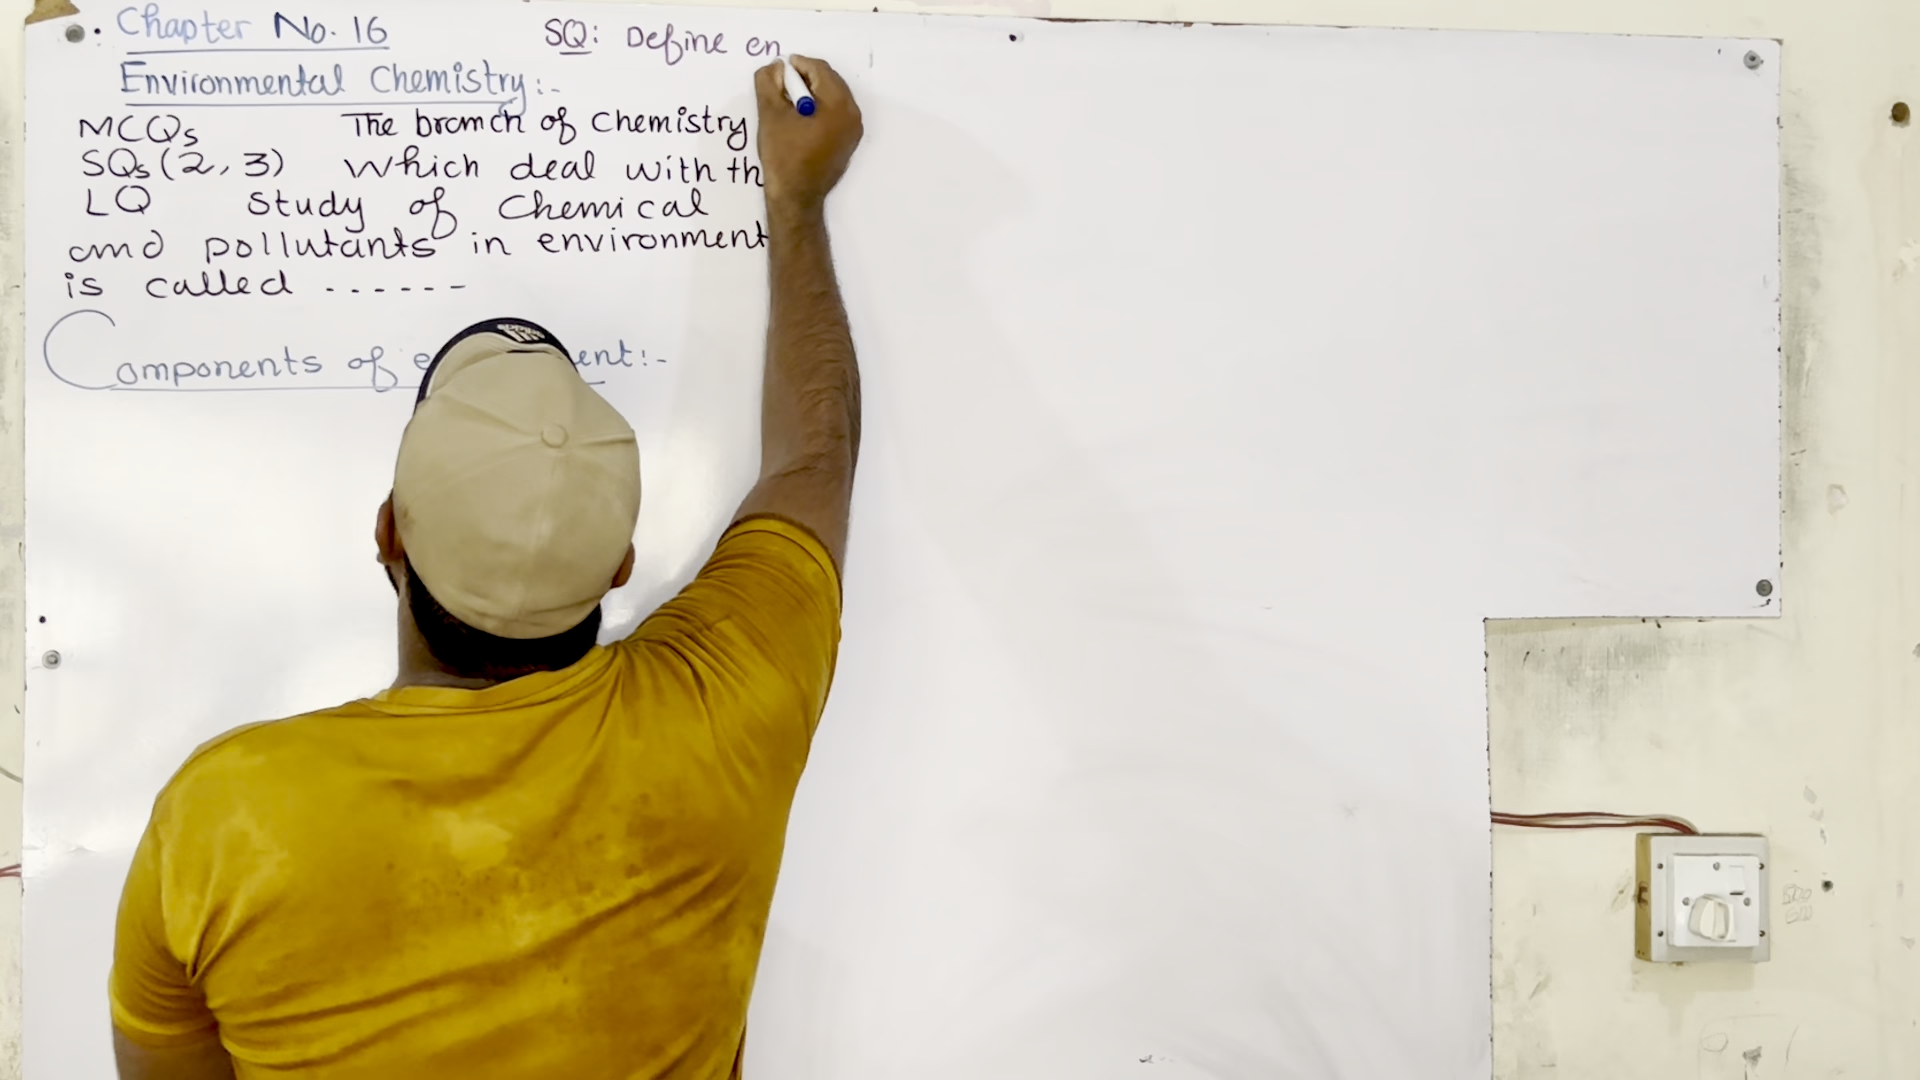 Chapter No. 16
SQ: Define en
Environmental Chemistry:-
MCQs The branch of chemistry
SQs (2, 3) which deal with th
LQ study of chemical
and pollutants in environment
is called ------
Components of e ent:-